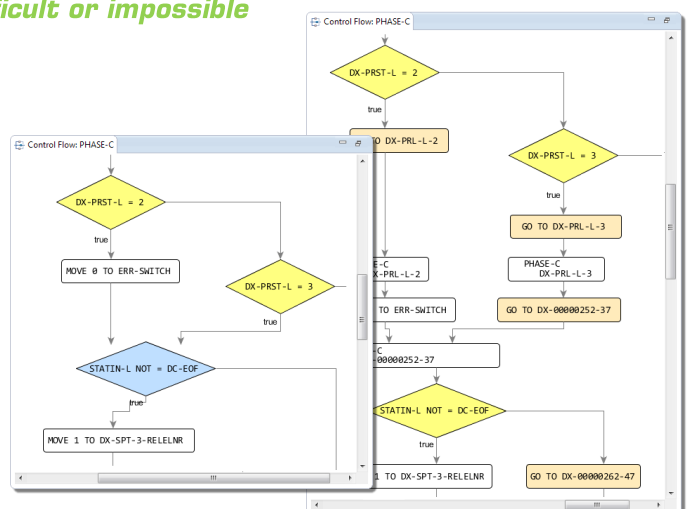 icult or impossible
Control Flow: PHASE-C
DX-PRST-L = 2
true
MOVE 0 TO ERR-SWITCH
DX-PRST-L = 3
true
STATIN-L NOT = DC-EOF
true
MOVE 1 TO DX-SPT-3-RELELNR
Control Flow: PHASE-C
DX-PRST-L = 2
true
O DX-PRL-L-2
DX-PRST-L = 3
true
GO TO DX-PRL-L-3
E-C
X-PRL-L-2
PHASE-C
DX-PRL-L-3
TO ERR-SWITCH
GO TO DX-00000252-37
-C
-00000252-37
STATIN-L NOT = DC-EOF
true
1 TO DX-SPT-3-RELELNR
GO TO DX-00000262-47